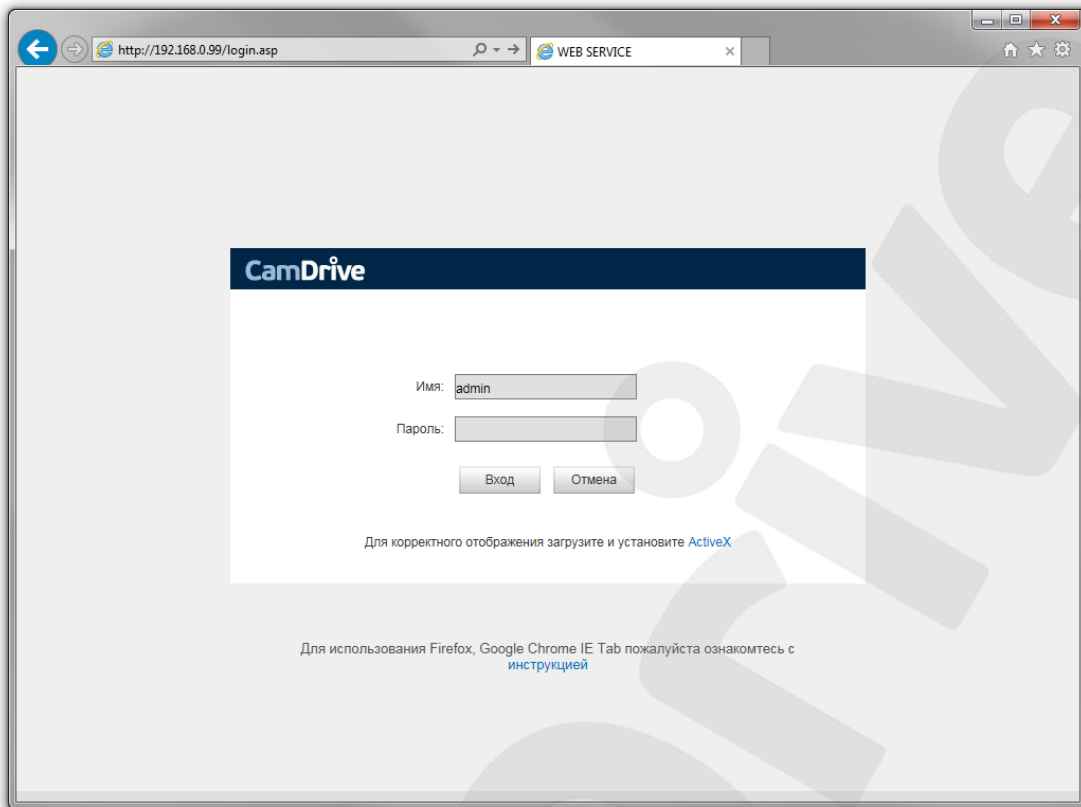 http://192.168.0.99/login.asp
WEB SERVICE
CamDrive
Имя:
admin
Пароль:
Вход
Отмена
Для корректного отображения загрузите и установите ActiveX
Для использования Firefox, Google Chrome IE Tab пожалуйста ознакомтесь с
инструкцией